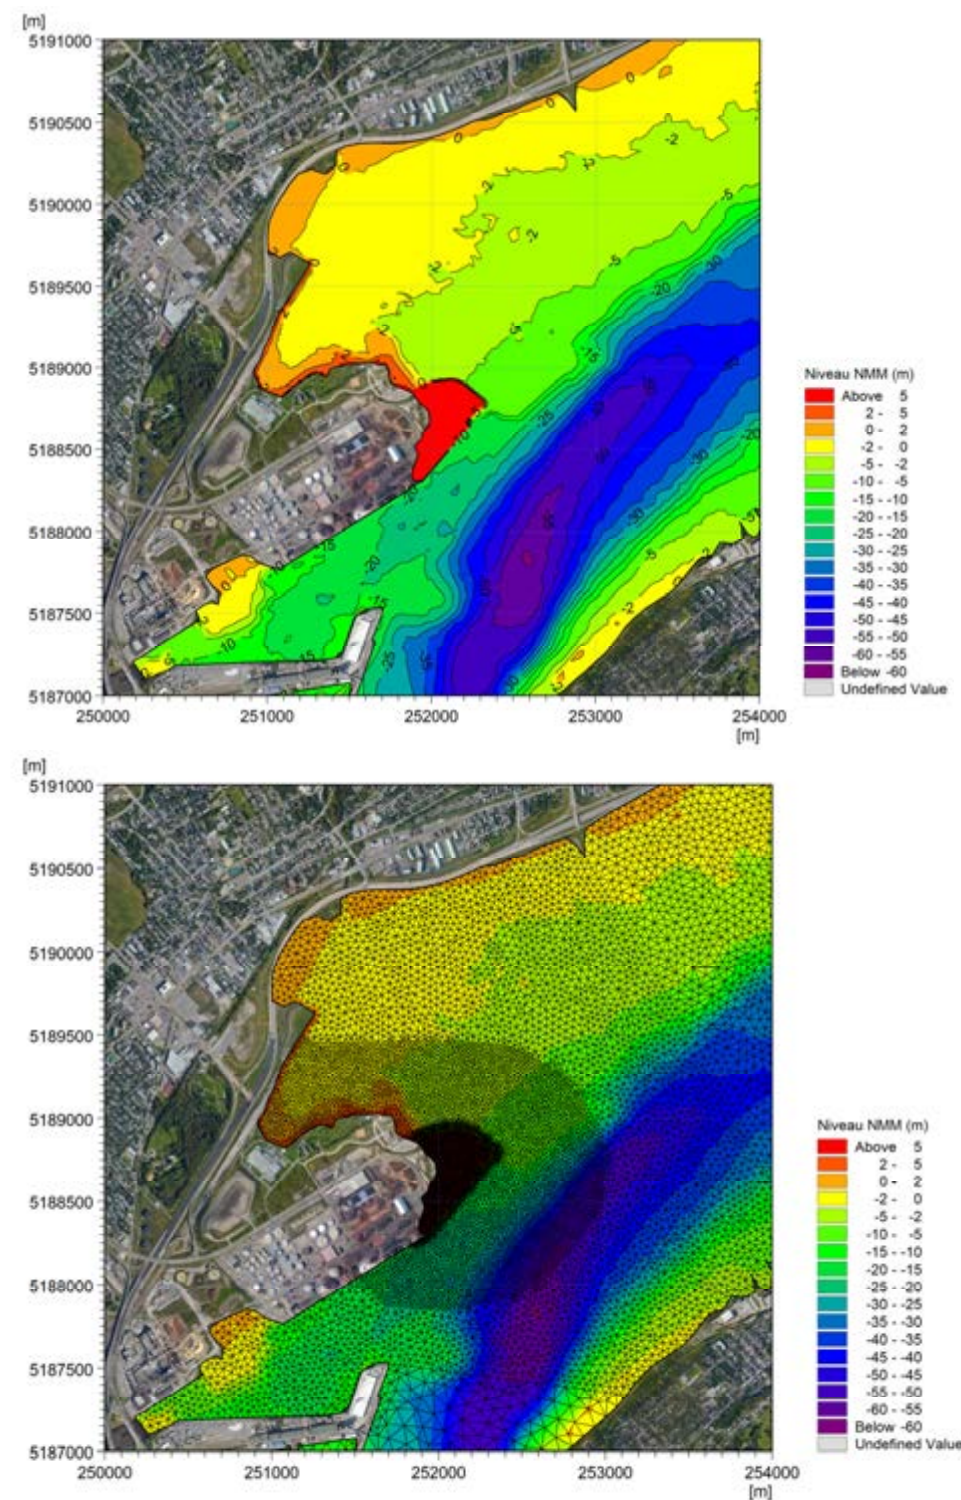 [m]
5191000
5190500
5190000
5189500
5189000
5188500
5188000
5187500
5187000
250000 251000 252000 253000 254000
[m]
Niveau NMM (m)
Above 5
2 - 5
0 - 2
-2 - 0
-5 - -2
-10 - -5
-15 - -10
-20 - -15
-25 - -20
-30 - -25
-35 - -30
-40 - -35
-45 - -40
-50 - -45
-55 - -50
-60 - -55
Below -60
Undefined Value
[m]
5191000
5190500
5190000
5189500
5189000
5188500
5188000
5187500
5187000
250000 251000 252000 253000 254000
[m]
Niveau NMM (m)
Above 5
2 - 5
0 - 2
-2 - 0
-5 - -2
-10 - -5
-15 - -10
-20 - -15
-25 - -20
-30 - -25
-35 - -30
-40 - -35
-45 - -40
-50 - -45
-55 - -50
-60 - -55
Below -60
Undefined Value